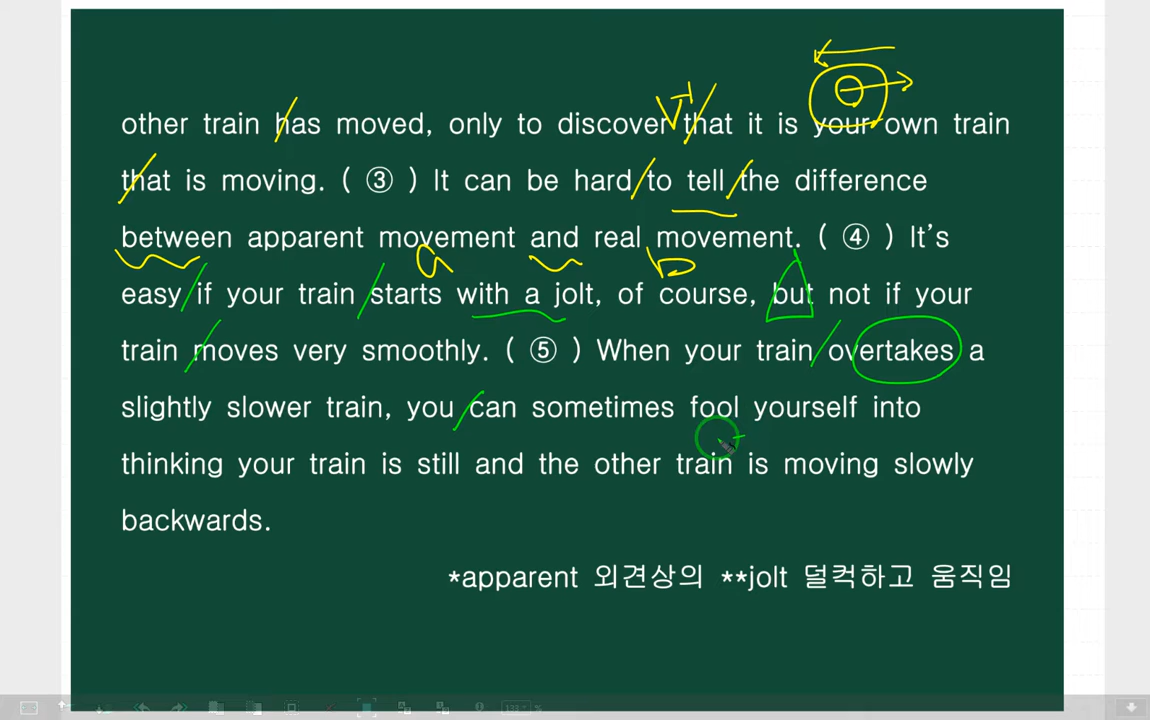 other train has moved, only to discover that it is your own train
that is moving. ( ③ ) It can be hard to tell the difference
between apparent movement and real movement. ( ④ ) It's
a b
easy if your train starts with a jolt, of course, but not if your
train moves very smoothly. ( ⑤ ) When your train overtakes a
slightly slower train, you can sometimes fool yourself into
thinking your train is still and the other train is moving slowly
backwards.
*apparent 외견상의 **jolt 덜컥하고 움직임
133 %